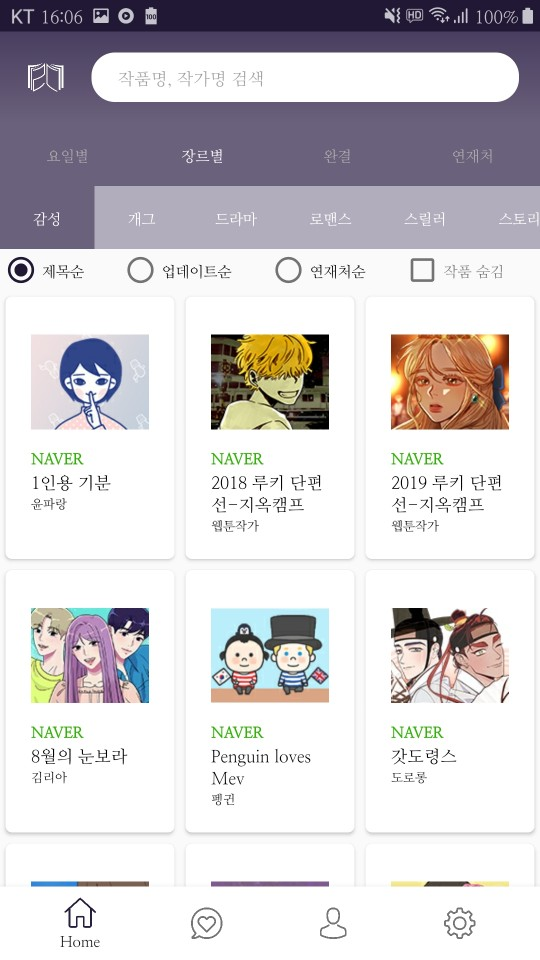 KT 16:06 100 HD 100%
작품명, 작가명 검색
요일별 장르별 완결 연재처
감성 개그 드라마 로맨스 스릴러 스토리
제목순 업데이트순 연재처순 작품 숨김
NAVER
1인용 기분
윤파랑
NAVER
2018 루키 단편
선-지옥캠프
웹툰작가
NAVER
2019 루키 단편
선-지옥캠프
웹툰작가
NAVER
8월의 눈보라
김리아
NAVER
Penguin loves
Mev
펭귄
NAVER
갓도령스
도로롱
Home